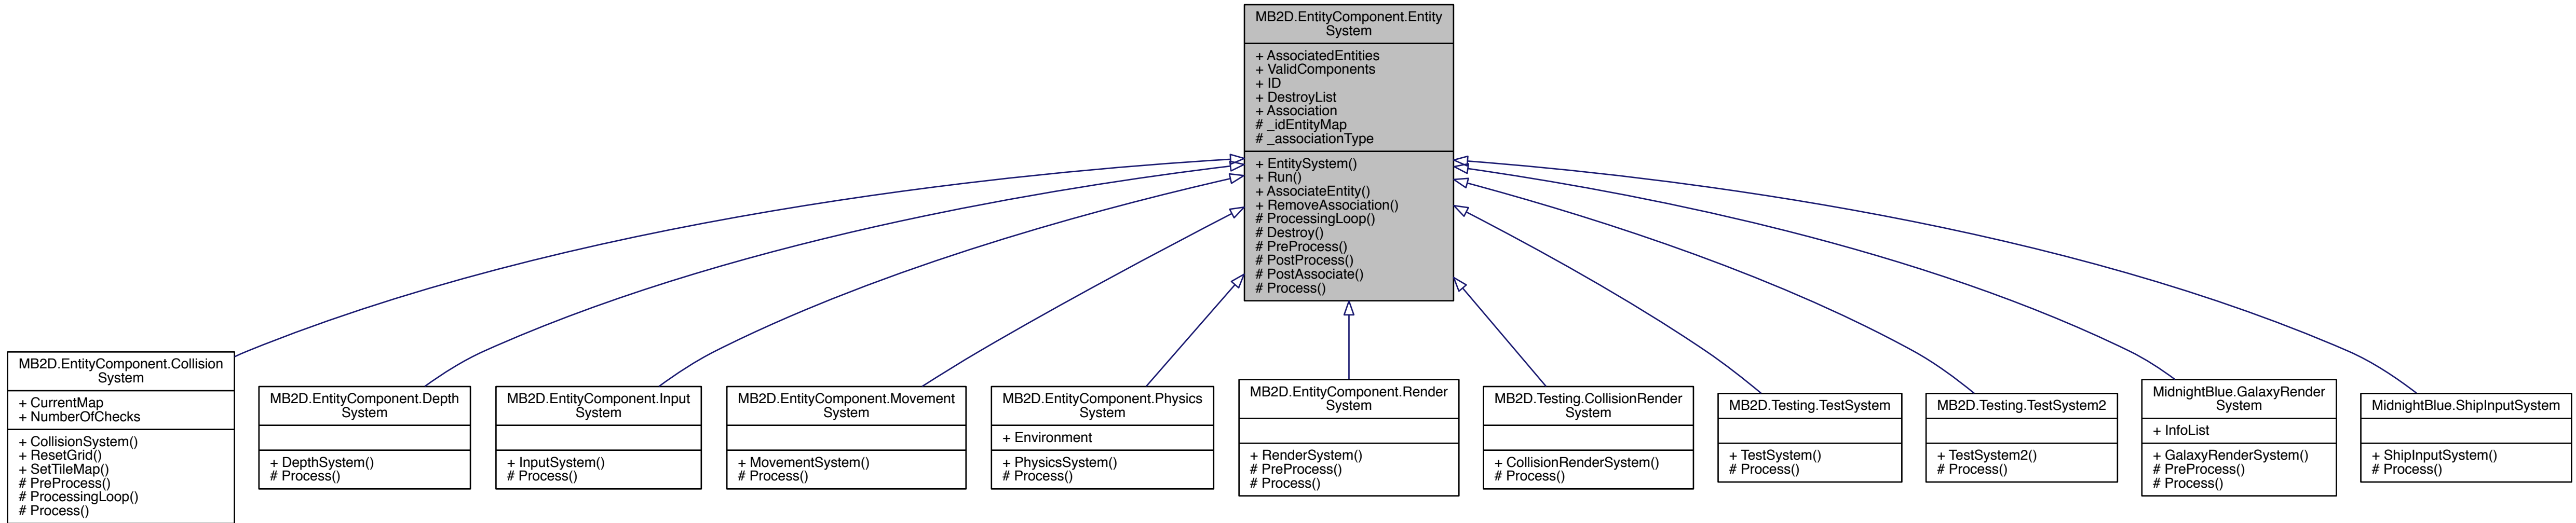 MB2D.EntityComponent.Entity
System
+ AssociatedEntities
+ ValidComponents
+ ID
+ DestroyList
+ Association
# _idEntityMap
# _associationType
+ EntitySystem()
+ Run()
+ AssociateEntity()
+ RemoveAssociation()
# ProcessingLoop()
# Destroy()
# PreProcess()
# PostProcess()
# PostAssociate()
# Process()
MB2D.EntityComponent.Collision
System
+ CurrentMap
+ NumberOfChecks
+ CollisionSystem()
+ ResetGrid()
+ SetTileMap()
# PreProcess()
# ProcessingLoop()
# Process()
MB2D.EntityComponent.Depth
System
+ DepthSystem()
# Process()
MB2D.EntityComponent.Input
System
+ InputSystem()
# Process()
MB2D.EntityComponent.Movement
System
+ MovementSystem()
# Process()
MB2D.EntityComponent.Physics
System
+ Environment
+ PhysicsSystem()
# Process()
MB2D.EntityComponent.Render
System
+ RenderSystem()
# PreProcess()
# Process()
MB2D.Testing.CollisionRender
System
+ CollisionRenderSystem()
# Process()
MB2D.Testing.TestSystem
+ TestSystem()
# Process()
MB2D.Testing.TestSystem2
+ TestSystem2()
# Process()
MidnightBlue.GalaxyRender
System
+ InfoList
+ GalaxyRenderSystem()
# PreProcess()
# Process()
MidnightBlue.ShipInputSystem
+ ShipInputSystem()
# Process()